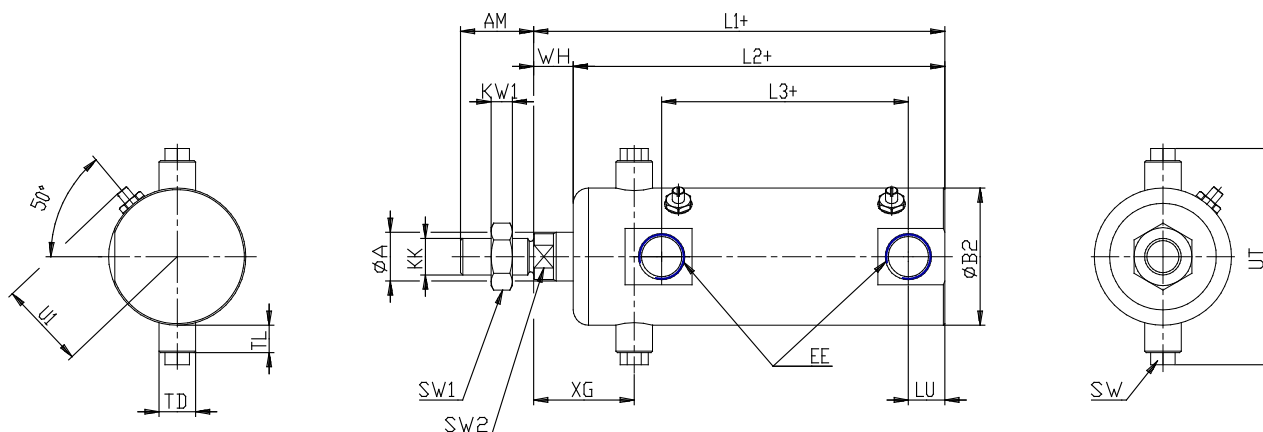 AM
L1+
WH
L2+
KW1
L3+
50°
ØA
KK
ØB2
UT
U1
TL
TD
SW1
SW2
XG
EE
LU
SW